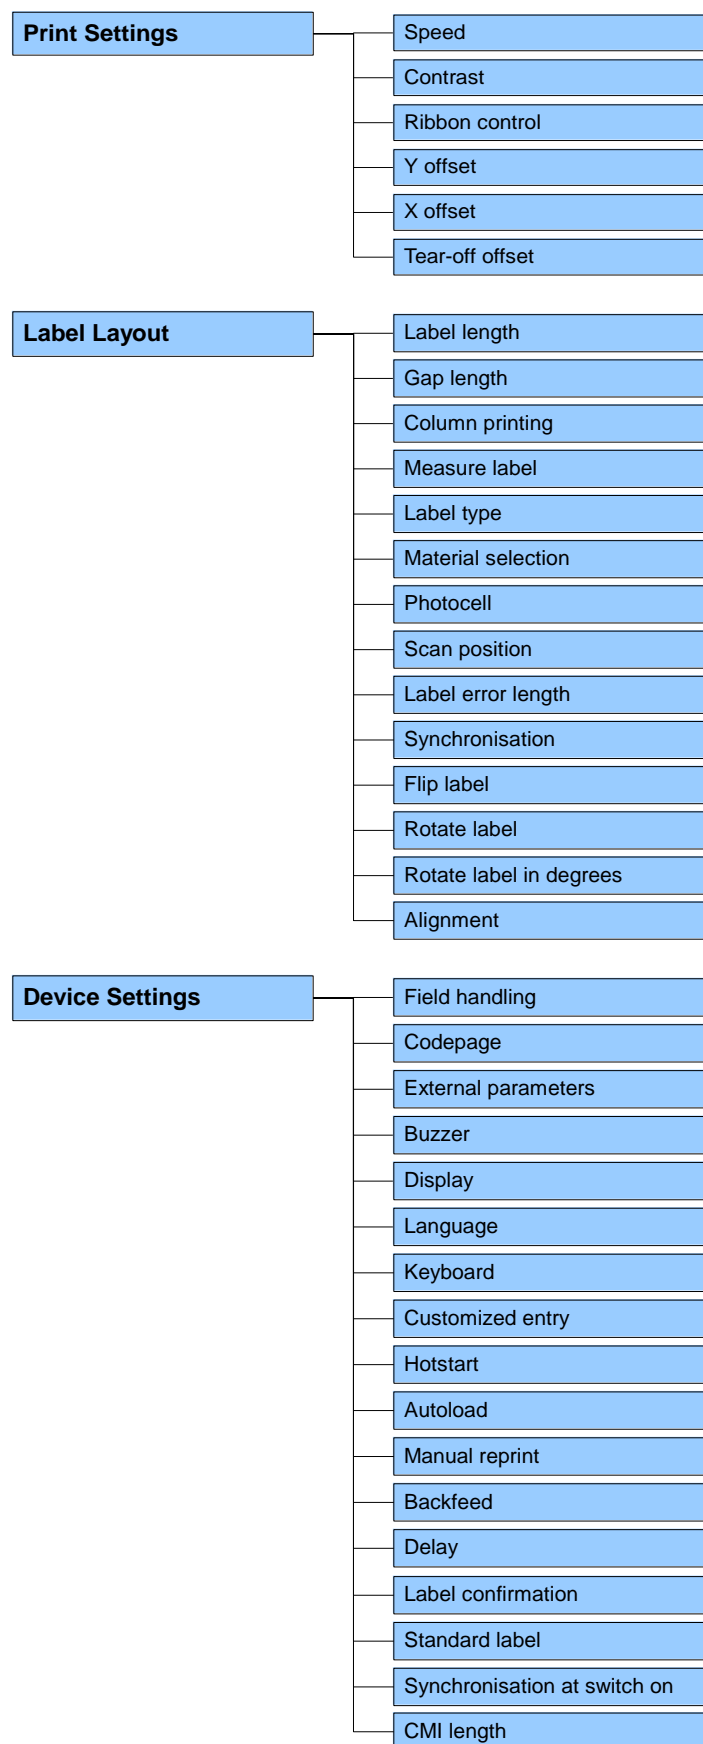 Print Settings
Speed
Contrast
Ribbon control
Y offset
X offset
Tear-off offset
Label Layout
Label length
Gap length
Column printing
Measure label
Label type
Material selection
Photocell
Scan position
Label error length
Synchronisation
Flip label
Rotate label
Rotate label in degrees
Alignment
Device Settings
Field handling
Codepage
External parameters
Buzzer
Display
Language
Keyboard
Customized entry
Hotstart
Autoload
Manual reprint
Backfeed
Delay
Label confirmation
Standard label
Synchronisation at switch on
CMI length